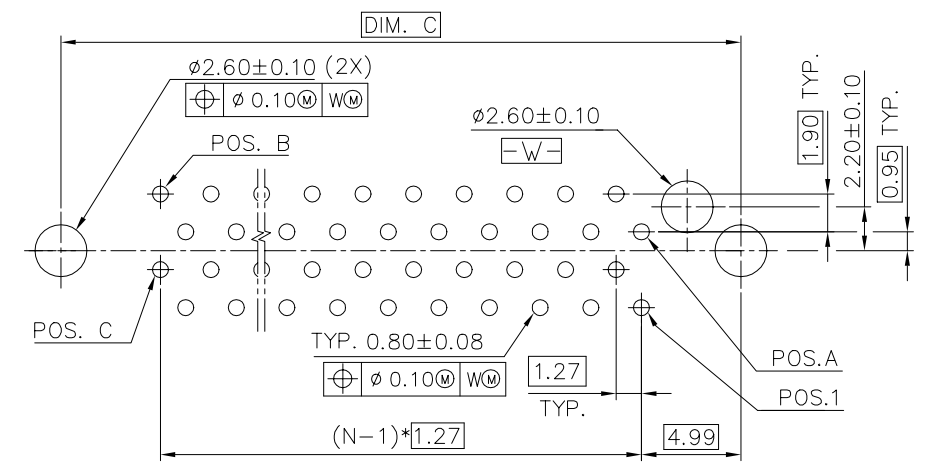 DIM. C
ø2.60±0.10 (2X)
⌖ ø 0.10Ⓜ WⓂ
POS. B
ø2.60±0.10
-W-
1.90 TYP.
2.20±0.10
0.95 TYP.
POS. C
TYP. 0.80±0.08
⌖ ø 0.10Ⓜ WⓂ
1.27
TYP.
POS.A
POS.1
(N-1)*1.27
4.99